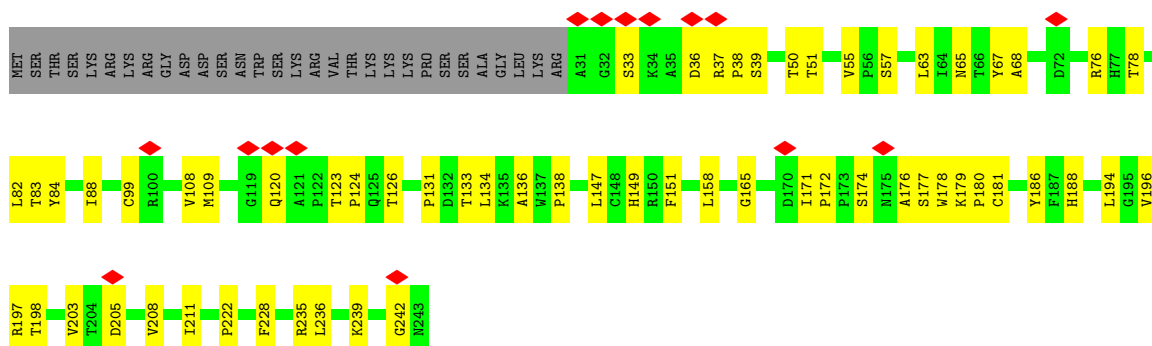 MET SER THR SER LYS ARG LYS ARG GLY ASP ASP SER ASN TRP SER LYS ARG VAL THR LYS LYS LYS PRO SER SER ALA GLY LEU LYS ARG A31 G32 S33 K34 A35 D36 R37 P38 S39 T50 T51 V55 P56 S57 L63 I64 N65 T66 Y67 A68 D72 R76 H77 T78
L82 T83 Y84 I88 C99 R100 V108 M109 G119 Q120 A121 P122 T123 P124 Q125 T126 P131 D132 T133 L134 K135 A136 W137 P138 L147 C148 H149 R150 F151 L158 G165 D170 I171 P172 P173 S174 N175 A176 S177 W178 K179 P180 C181 Y186 F187 H188 L194 G195 V196
R197 T198 V203 T204 D205 V208 I211 P222 F228 R235 L236 K239 G242 N243